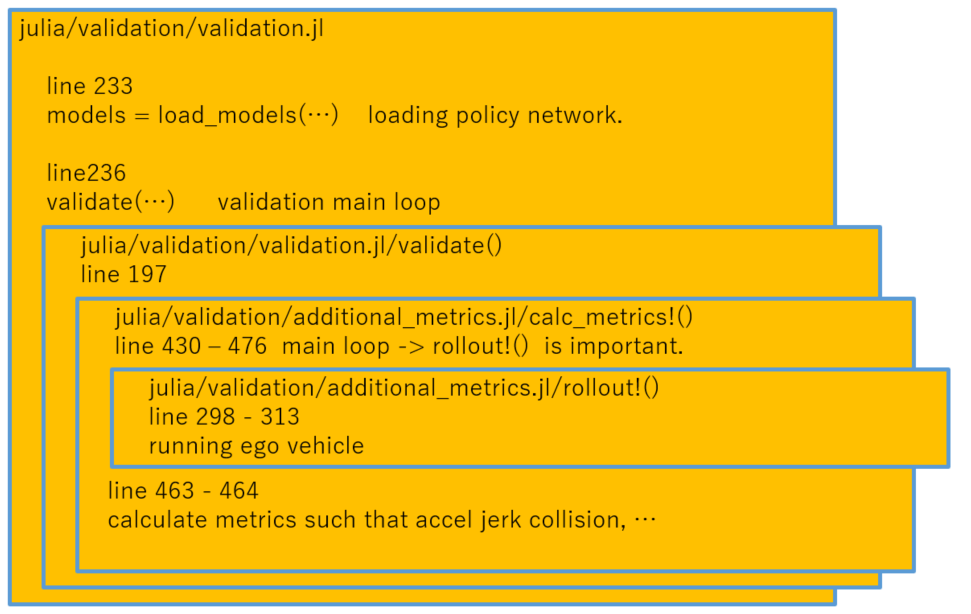 julia/validation/validation.jl
line 233
models = load_models(⋯) loading policy network.
line236
validate(⋯) validation main loop
julia/validation/validation.jl/validate()
line 197
julia/validation/additional_metrics.jl/calc_metrics!()
line 430 – 476 main loop -> rollout!() is important.
julia/validation/additional_metrics.jl/rollout!()
line 298 - 313
running ego vehicle
line 463 - 464
calculate metrics such that accel jerk collision, ⋯